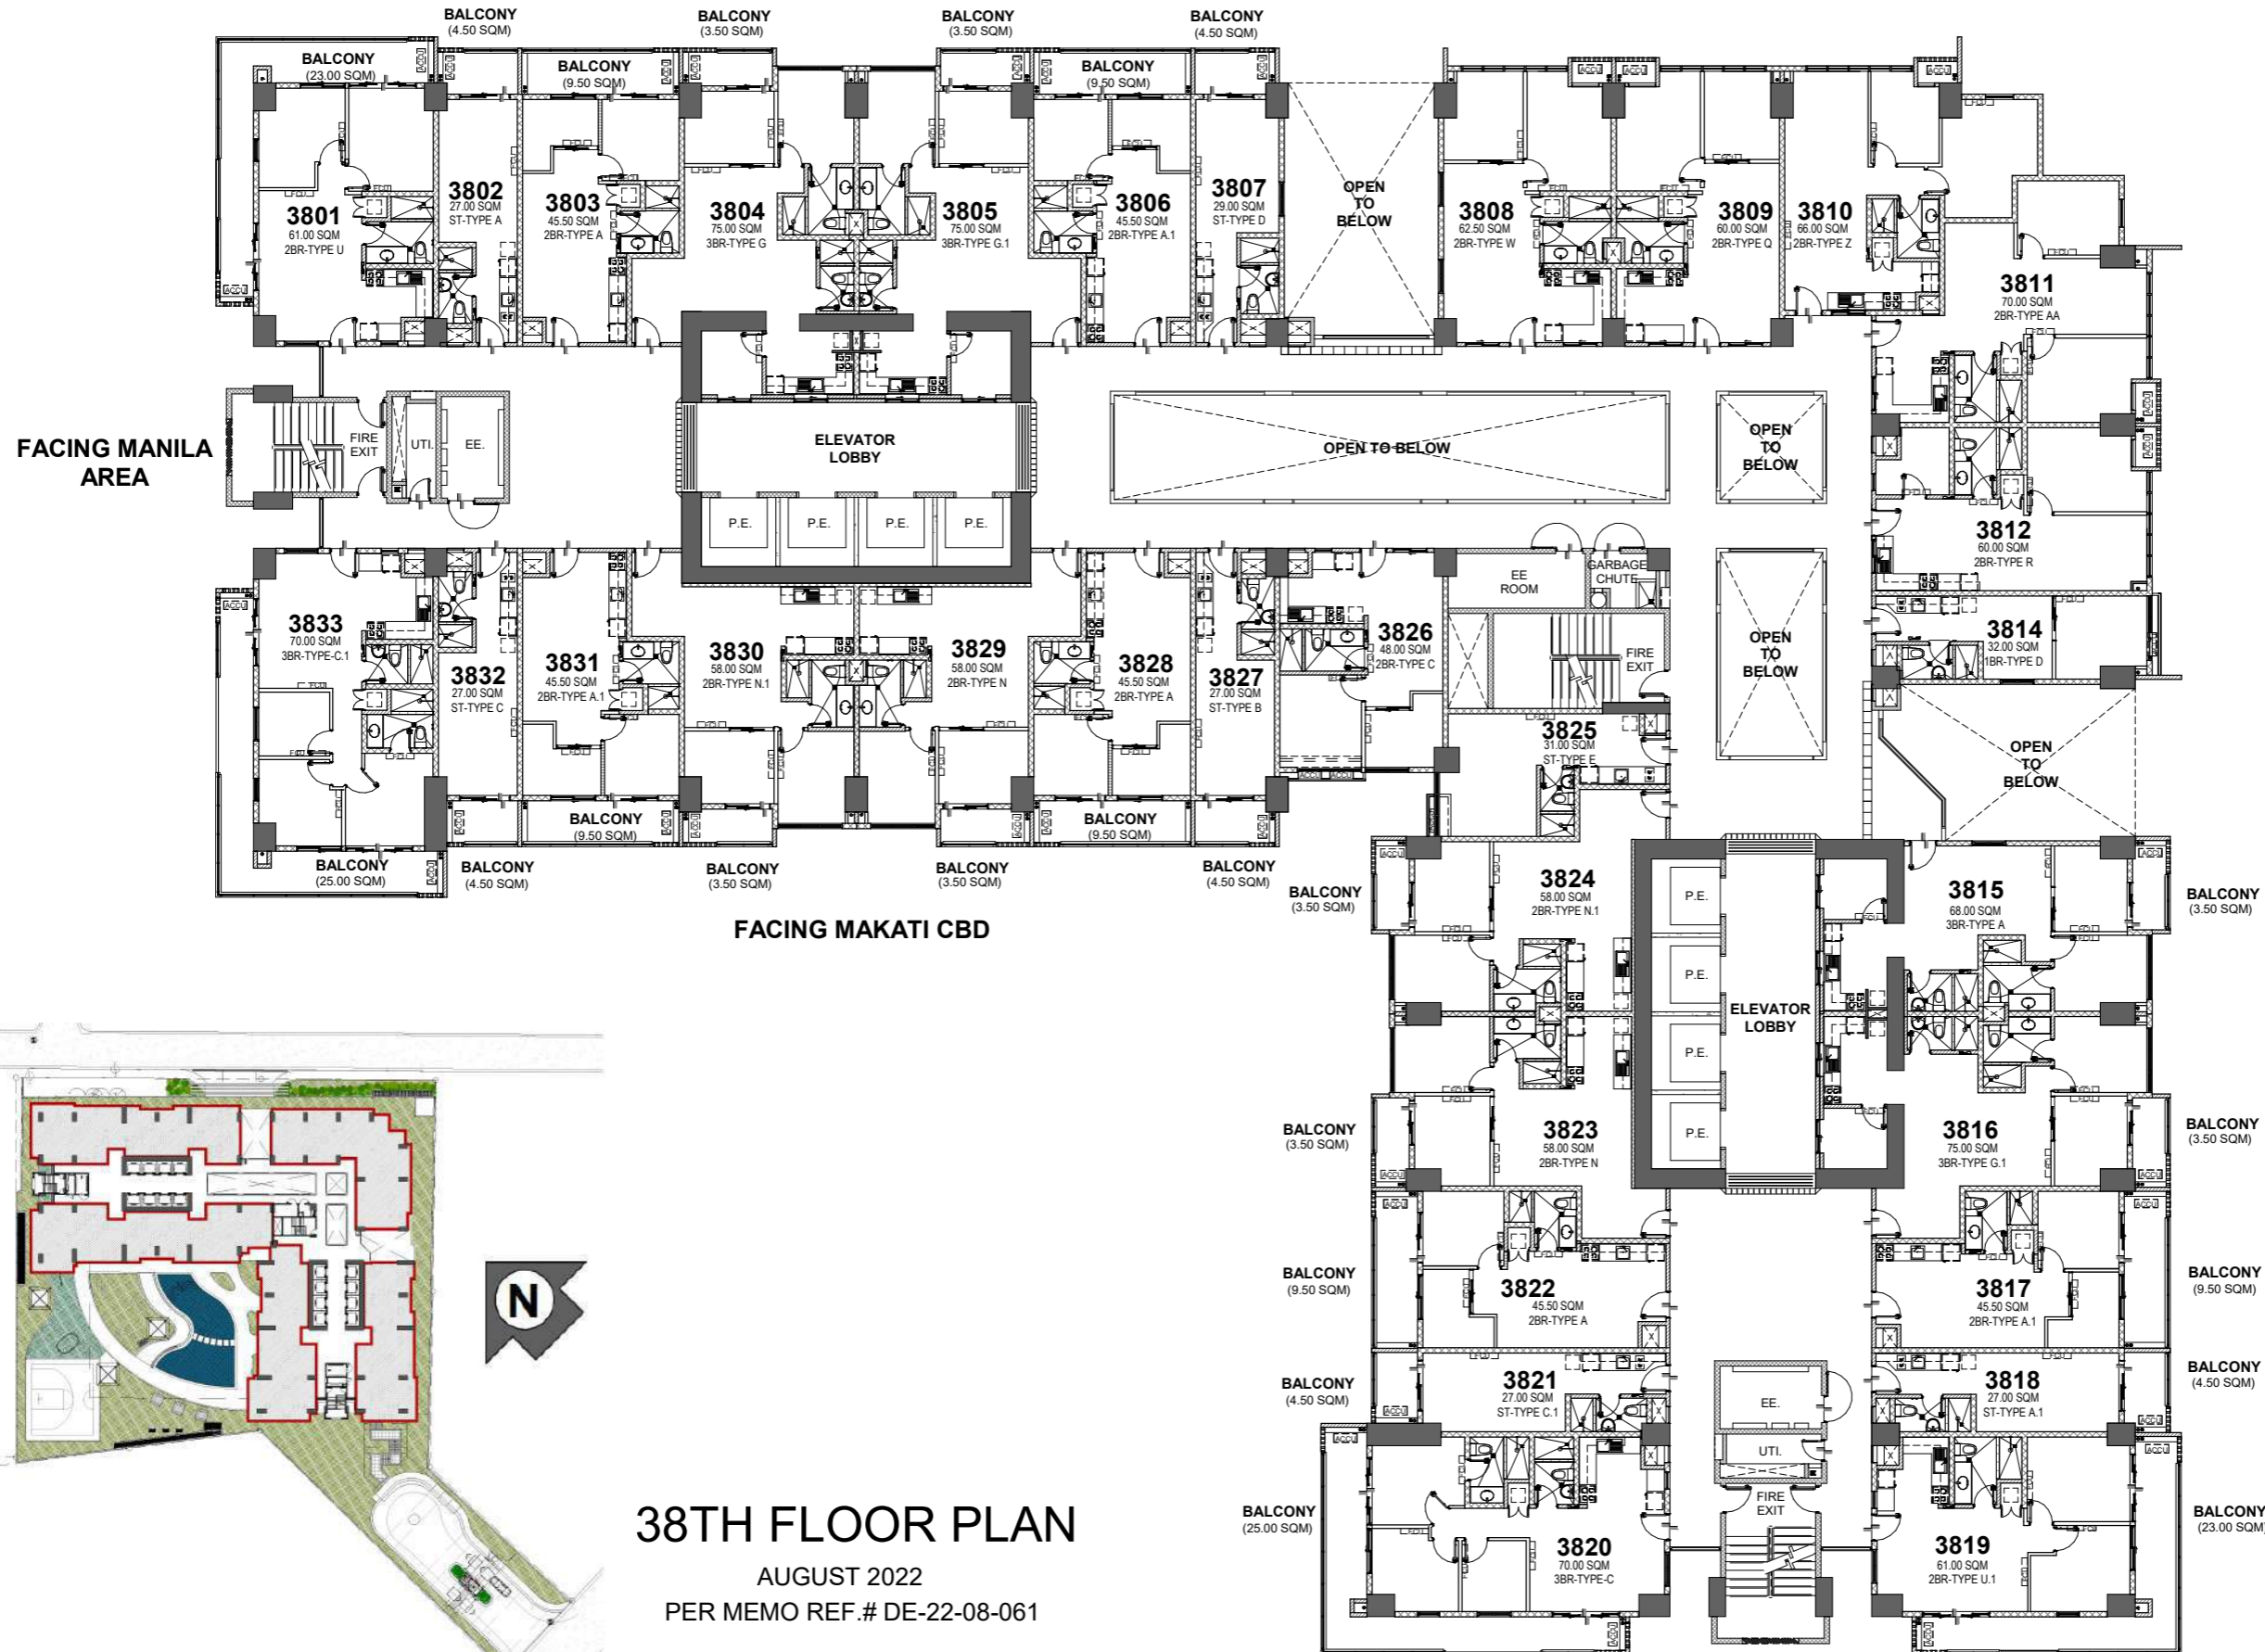 BALCONY
(4.50 SQM)
BALCONY
(3.50 SQM)
BALCONY
(3.50 SQM)
BALCONY
(4.50 SQM)
BALCONY
(23.00 SQM)
BALCONY
(9.50 SQM)
BALCONY
(9.50 SQM)
3801
61.00 SQM
2BR-TYPE U
3802
27.00 SQM
ST-TYPE A
3803
45.50 SQM
2BR-TYPE A
3804
75.00 SQM
3BR-TYPE G
3805
75.00 SQM
3BR-TYPE G.1
3806
45.50 SQM
2BR-TYPE A.1
3807
29.00 SQM
ST-TYPE D
OPEN
TO
BELOW
3808
62.50 SQM
2BR-TYPE W
3809
60.00 SQM
2BR-TYPE Q
3810
66.00 SQM
2BR-TYPE Z
3811
70.00 SQM
2BR-TYPE AA
FACING MANILA
AREA
FIRE
EXIT
UTI.
EE.
ELEVATOR
LOBBY
P.E.
P.E.
P.E.
P.E.
OPEN TO BELOW
OPEN
TO
BELOW
3812
60.00 SQM
2BR-TYPE R
EE
ROOM
GARBAGE
CHUTE
FIRE
EXIT
OPEN
TO
BELOW
3814
32.00 SQM
1BR-TYPE D
OPEN
TO
BELOW
3833
70.00 SQM
3BR-TYPE-C.1
3832
27.00 SQM
ST-TYPE C
3831
45.50 SQM
2BR-TYPE A.1
3830
58.00 SQM
2BR-TYPE N.1
3829
58.00 SQM
2BR-TYPE N
3828
45.50 SQM
2BR-TYPE A
3827
27.00 SQM
ST-TYPE B
3826
48.00 SQM
2BR-TYPE C
3825
31.00 SQM
ST-TYPE E
BALCONY
(25.00 SQM)
BALCONY
(4.50 SQM)
BALCONY
(9.50 SQM)
BALCONY
(3.50 SQM)
BALCONY
(3.50 SQM)
BALCONY
(9.50 SQM)
BALCONY
(4.50 SQM)
FACING MAKATI CBD
BALCONY
(3.50 SQM)
3824
58.00 SQM
2BR-TYPE N.1
P.E.
P.E.
P.E.
P.E.
ELEVATOR
LOBBY
3815
68.00 SQM
3BR-TYPE A
BALCONY
(3.50 SQM)
BALCONY
(3.50 SQM)
3823
58.00 SQM
2BR-TYPE N
3816
75.00 SQM
3BR-TYPE G.1
BALCONY
(3.50 SQM)
BALCONY
(9.50 SQM)
3822
45.50 SQM
2BR-TYPE A
3817
45.50 SQM
2BR-TYPE A.1
BALCONY
(9.50 SQM)
BALCONY
(4.50 SQM)
3821
27.00 SQM
ST-TYPE C.1
EE.
UTI.
FIRE
EXIT
3818
27.00 SQM
ST-TYPE A.1
BALCONY
(4.50 SQM)
BALCONY
(25.00 SQM)
3820
70.00 SQM
3BR-TYPE-C
3819
61.00 SQM
2BR-TYPE U.1
BALCONY
(23.00 SQM)
N
38TH FLOOR PLAN
AUGUST 2022
PER MEMO REF.# DE-22-08-061